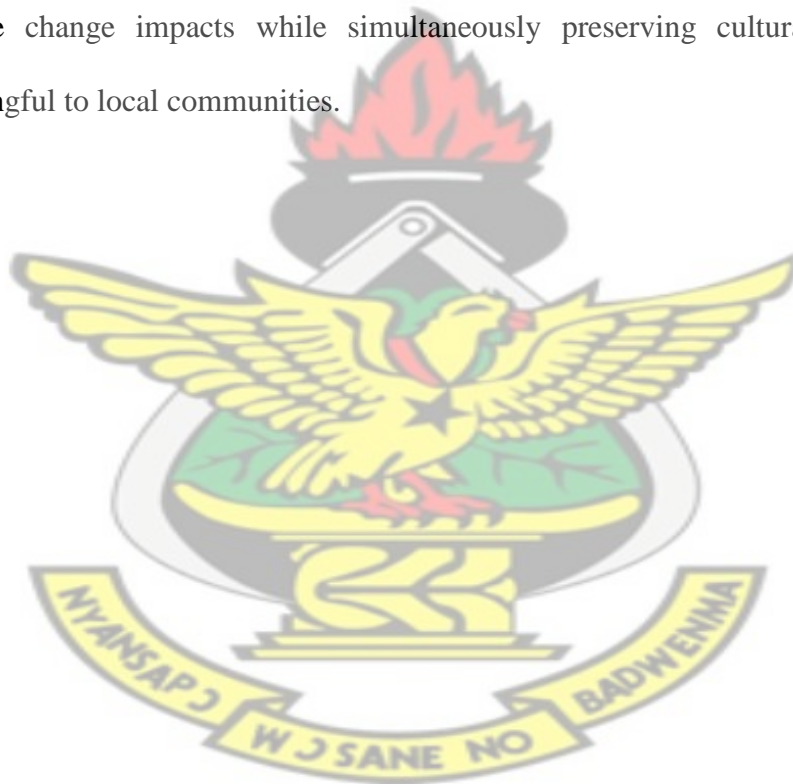 change impacts while simultaneously preserving
to local communities.
NYANSAPƆ
WƆSANE NO
BADWENMA